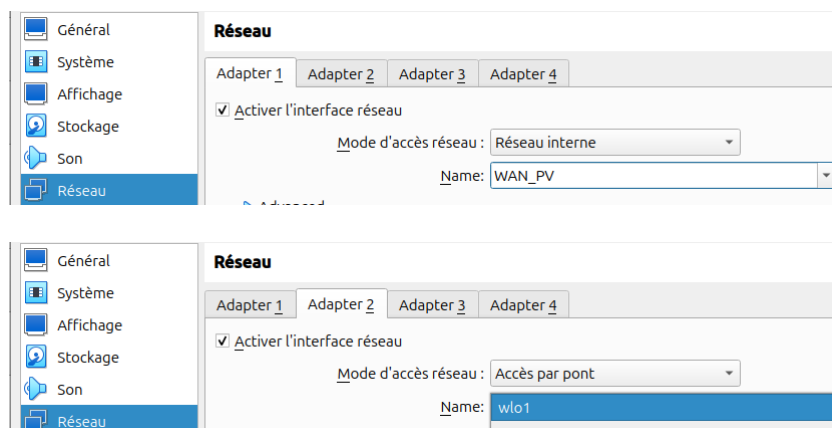 Général
Réseau
Système
Adapter 1 Adapter 2 Adapter 3 Adapter 4
Affichage
Activer l'interface réseau
Stockage
Mode d'accès réseau : Réseau interne
Son
Name: WAN_PV
Réseau
Advanced
Général
Réseau
Système
Adapter 1 Adapter 2 Adapter 3 Adapter 4
Affichage
Activer l'interface réseau
Stockage
Mode d'accès réseau : Accès par pont
Son
Name: wlo1
Réseau